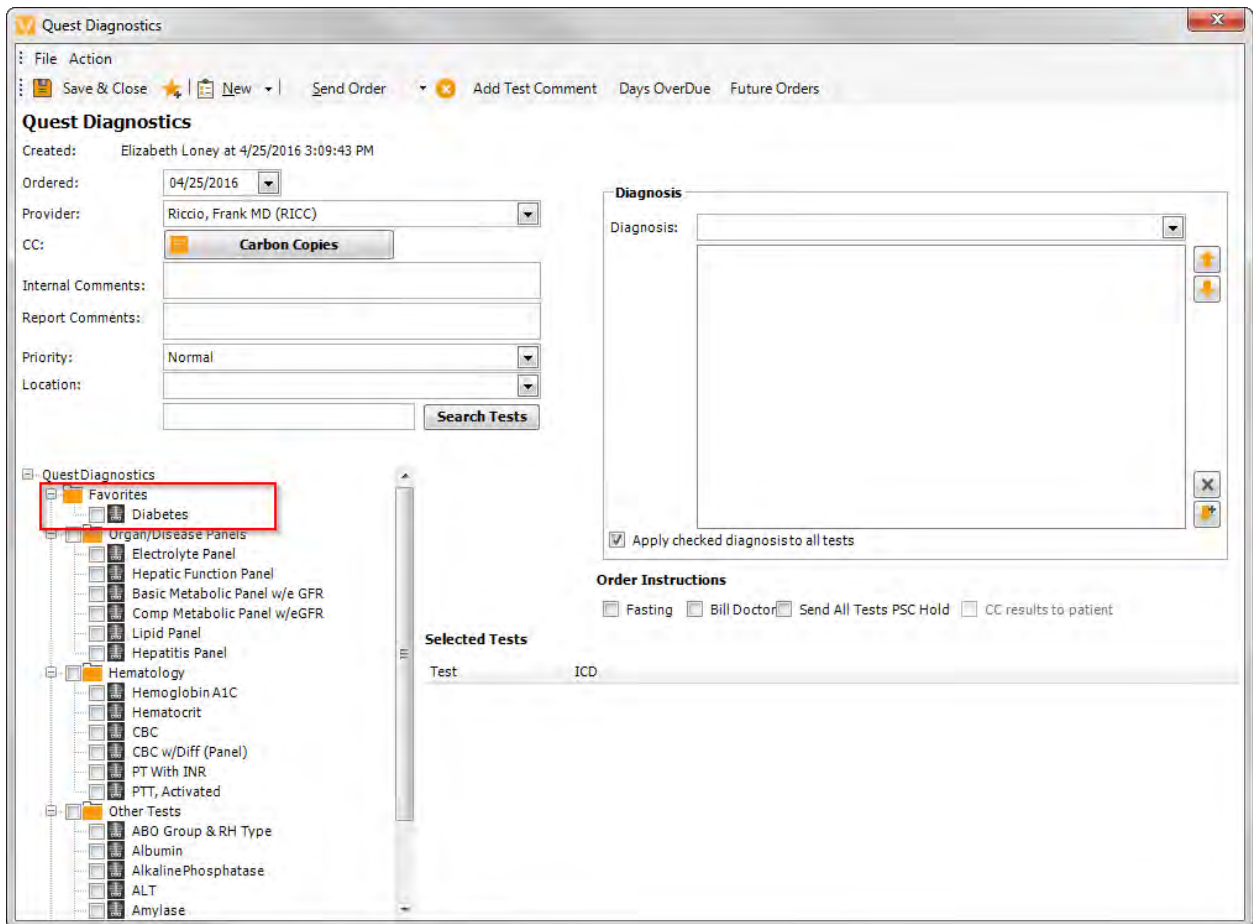 Quest Diagnostics
File Action
Save & Close New Send Order Add Test Comment Days OverDue Future Orders
Quest Diagnostics
Created: Elizabeth Loney at 4/25/2016 3:09:43 PM
Ordered: 04/25/2016
Provider: Riccio, Frank MD (RICC)
CC: Carbon Copies
Internal Comments:
Report Comments:
Priority: Normal
Location:
Search Tests
Diagnosis
Diagnosis:
Apply checked diagnosis to all tests
Order Instructions
Fasting Bill Doctor Send All Tests PSC Hold CC results to patient
Selected Tests
Test ICD
QuestDiagnostics
Favorites
Diabetes
Organ/Disease Panels
Electrolyte Panel
Hepatic Function Panel
Basic Metabolic Panel w/e GFR
Comp Metabolic Panel w/eGFR
Lipid Panel
Hepatitis Panel
Hematology
Hemoglobin A1C
Hematocrit
CBC
CBC w/Diff (Panel)
PT With INR
PTT, Activated
Other Tests
ABO Group & RH Type
Albumin
AlkalinePhosphatase
ALT
Amylase